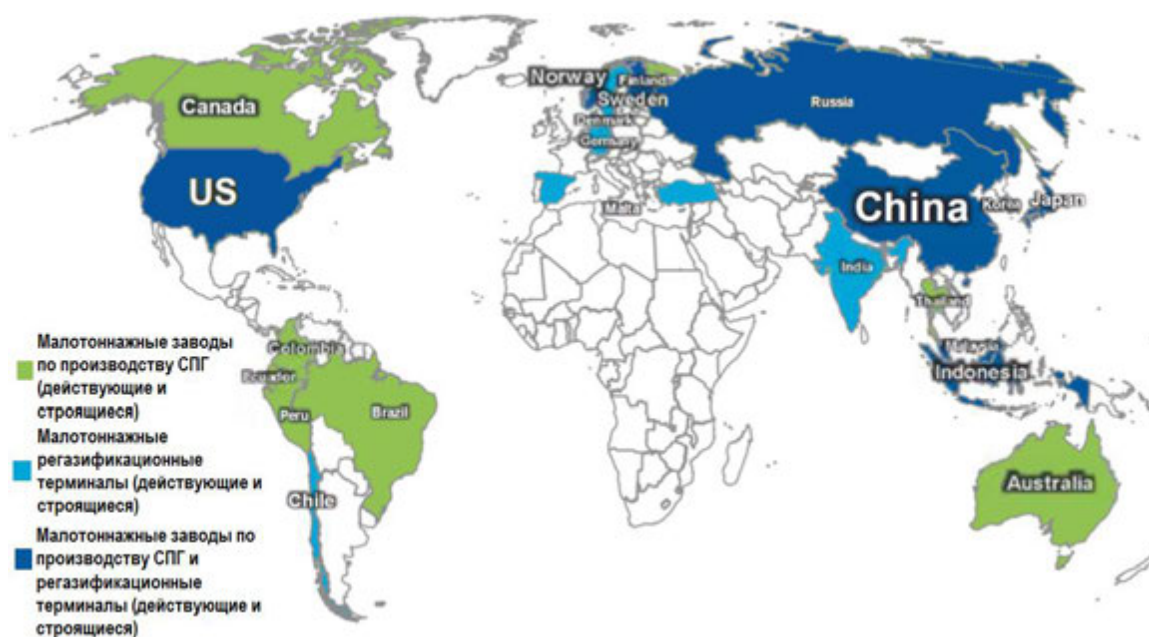 Canada
US
Norway
Finland
Sweden
Denmark
Germany
Malta
Russia
China
Korea
Japan
India
Thailand
Malaysia
Indonesia
Australia
Colombia
Ecuador
Peru
Brazil
Chile
Малотоннажные заводы
по производству СПГ
(действующие и
строящиеся)
Малотоннажные
регазификационные
терминалы (действующие и
строящиеся)
Малотоннажные заводы по
производству СПГ и
регазификационные
терминалы (действующие и
строящиеся)